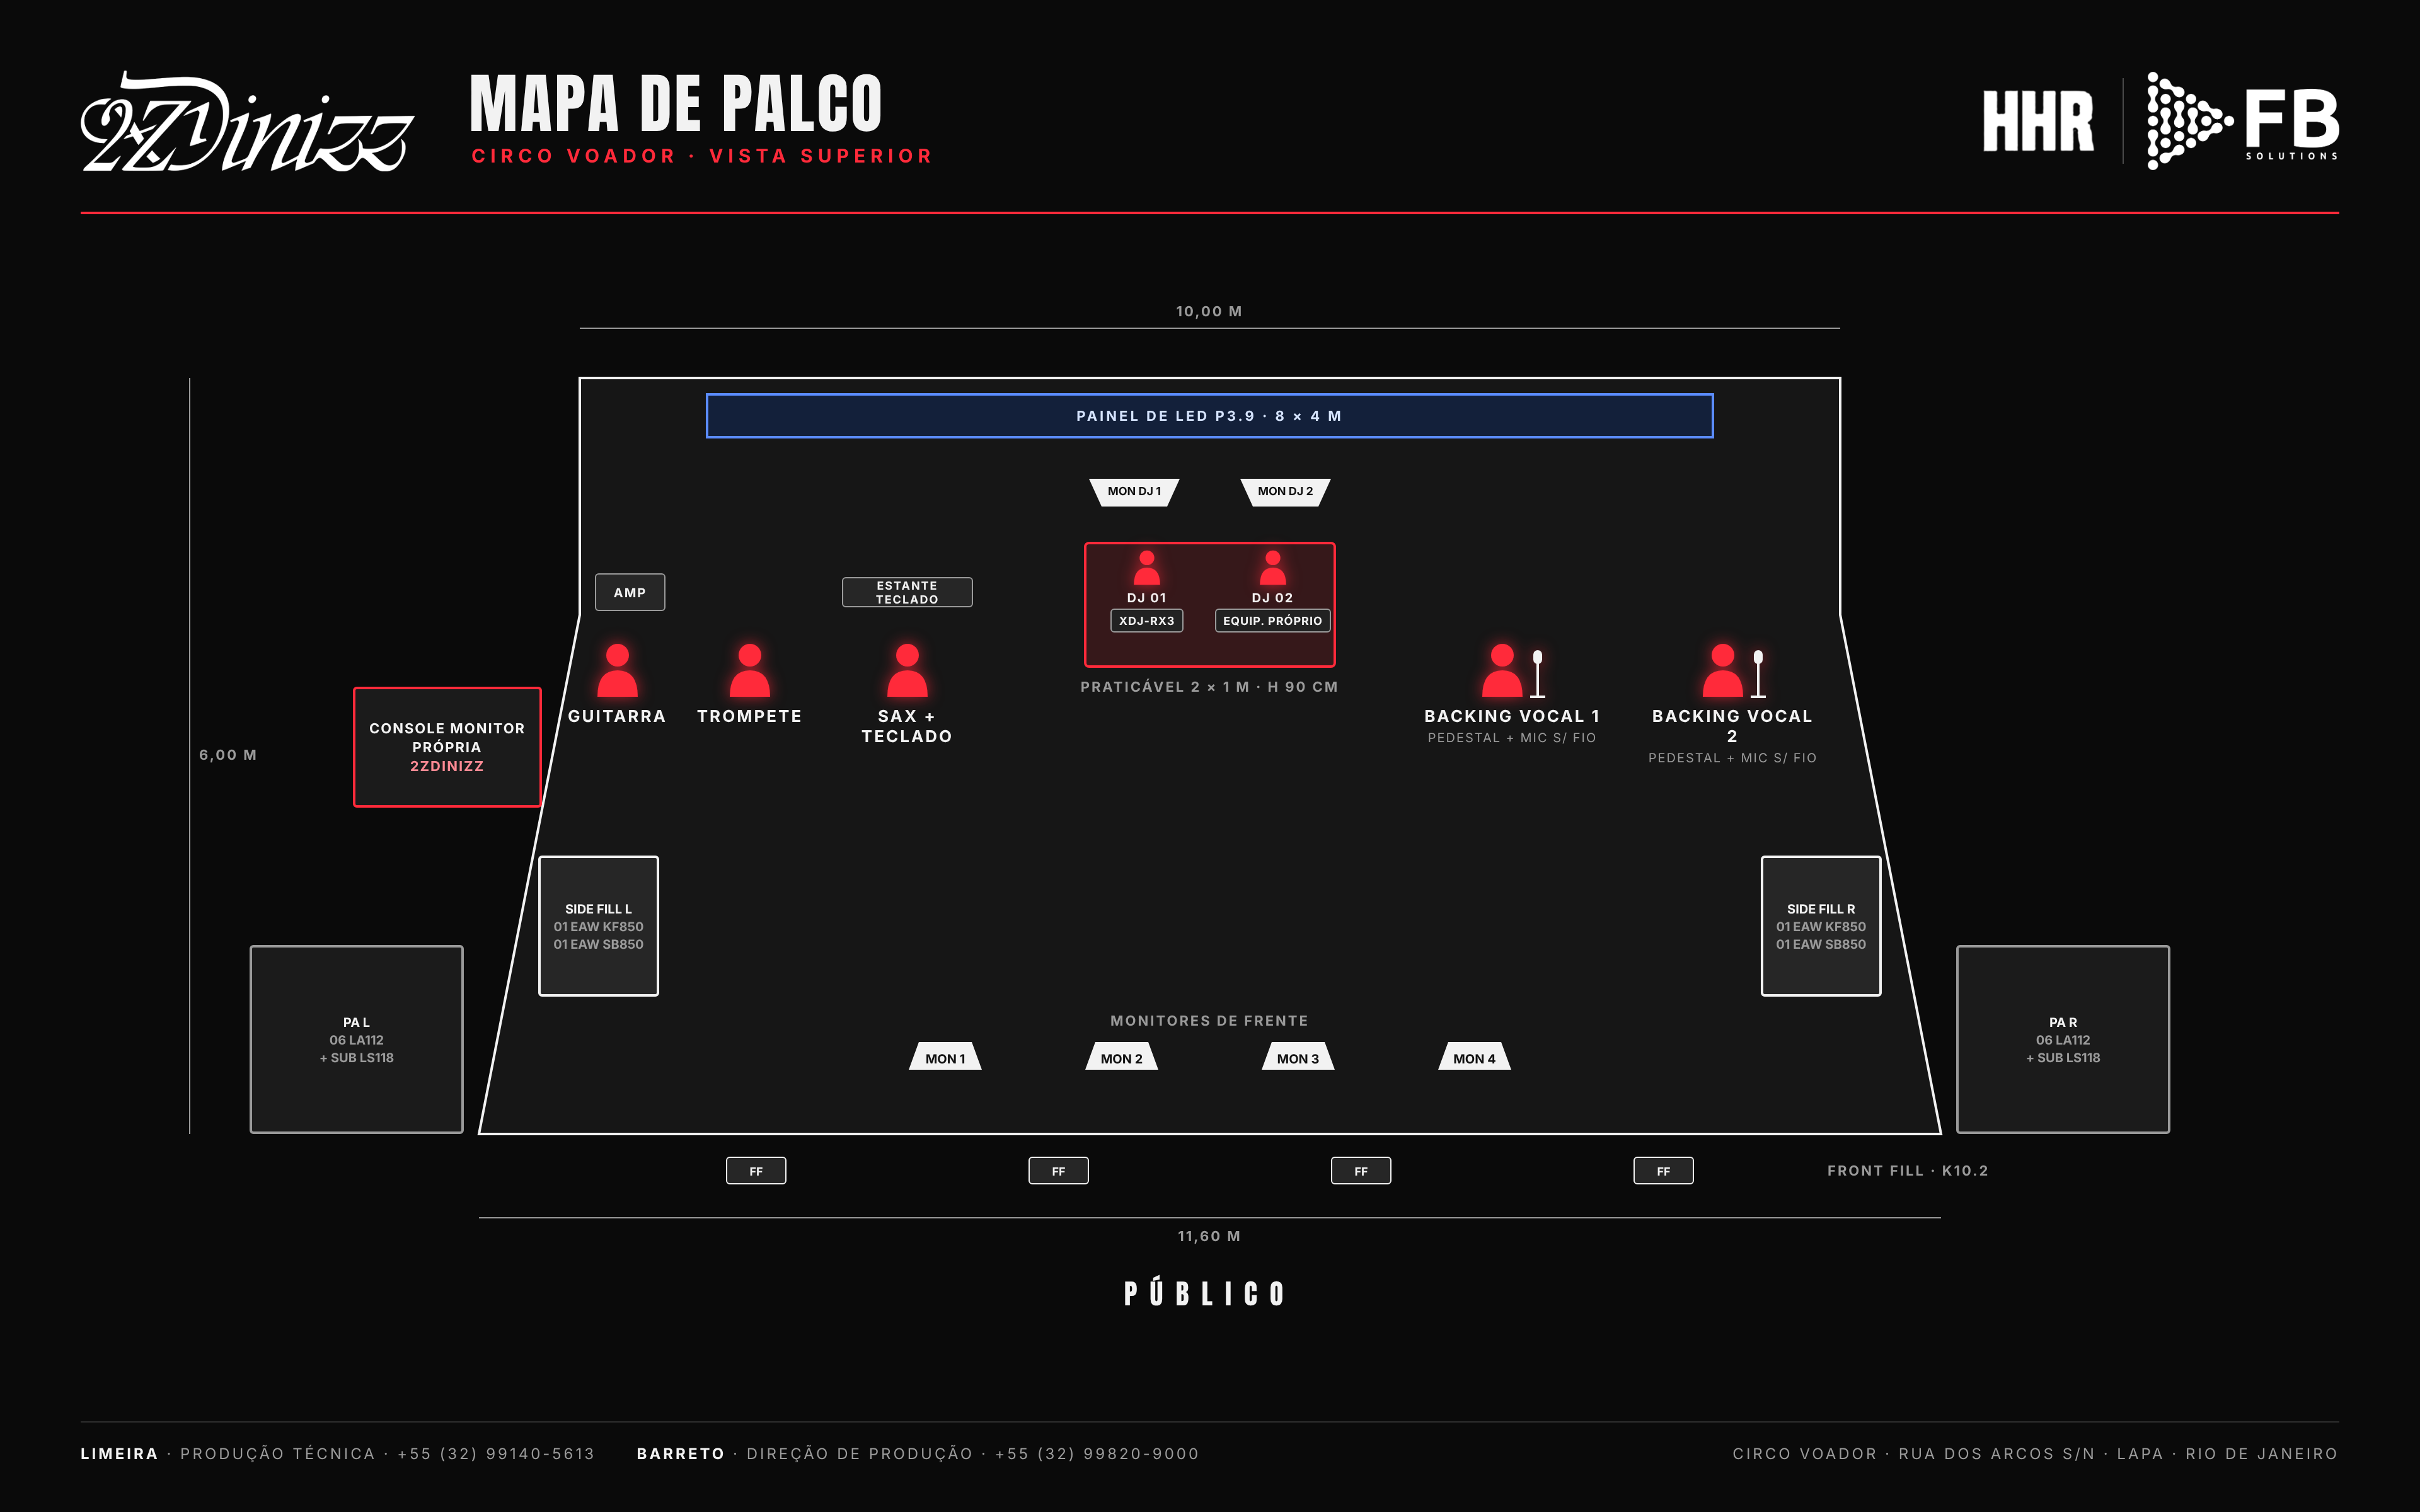 2ZDinizz
MAPA DE PALCO
CIRCO VOADOR · VISTA SUPERIOR
HHR
FB
SOLUTIONS
10,00 M
PAINEL DE LED P3.9 · 8 × 4 M
MON DJ 1
MON DJ 2
AMP
ESTANTE
TECLADO
DJ 01
DJ 02
XDJ-RX3
EQUIP. PRÓPRIO
PRATICÁVEL 2 × 1 M · H 90 CM
GUITARRA
TROMPETE
SAX +
TECLADO
BACKING VOCAL 1
PEDESTAL + MIC S/ FIO
BACKING VOCAL
2
PEDESTAL + MIC S/ FIO
CONSOLE MONITOR
PRÓPRIA
2ZDINIZZ
6,00 M
SIDE FILL L
01 EAW KF850
01 EAW SB850
SIDE FILL R
01 EAW KF850
01 EAW SB850
PA L
06 LA112
+ SUB LS118
PA R
06 LA112
+ SUB LS118
MONITORES DE FRENTE
MON 1
MON 2
MON 3
MON 4
FF
FF
FF
FF
FRONT FILL · K10.2
11,60 M
PÚBLICO
LIMEIRA · PRODUÇÃO TÉCNICA · +55 (32) 99140-5613
BARRETO · DIREÇÃO DE PRODUÇÃO · +55 (32) 99820-9000
CIRCO VOADOR · RUA DOS ARCOS S/N · LAPA · RIO DE JANEIRO